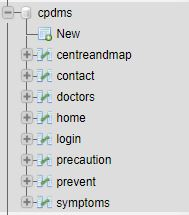 cpdms
New
centreandmap
contact
doctors
home
login
precaution
prevent
symptoms